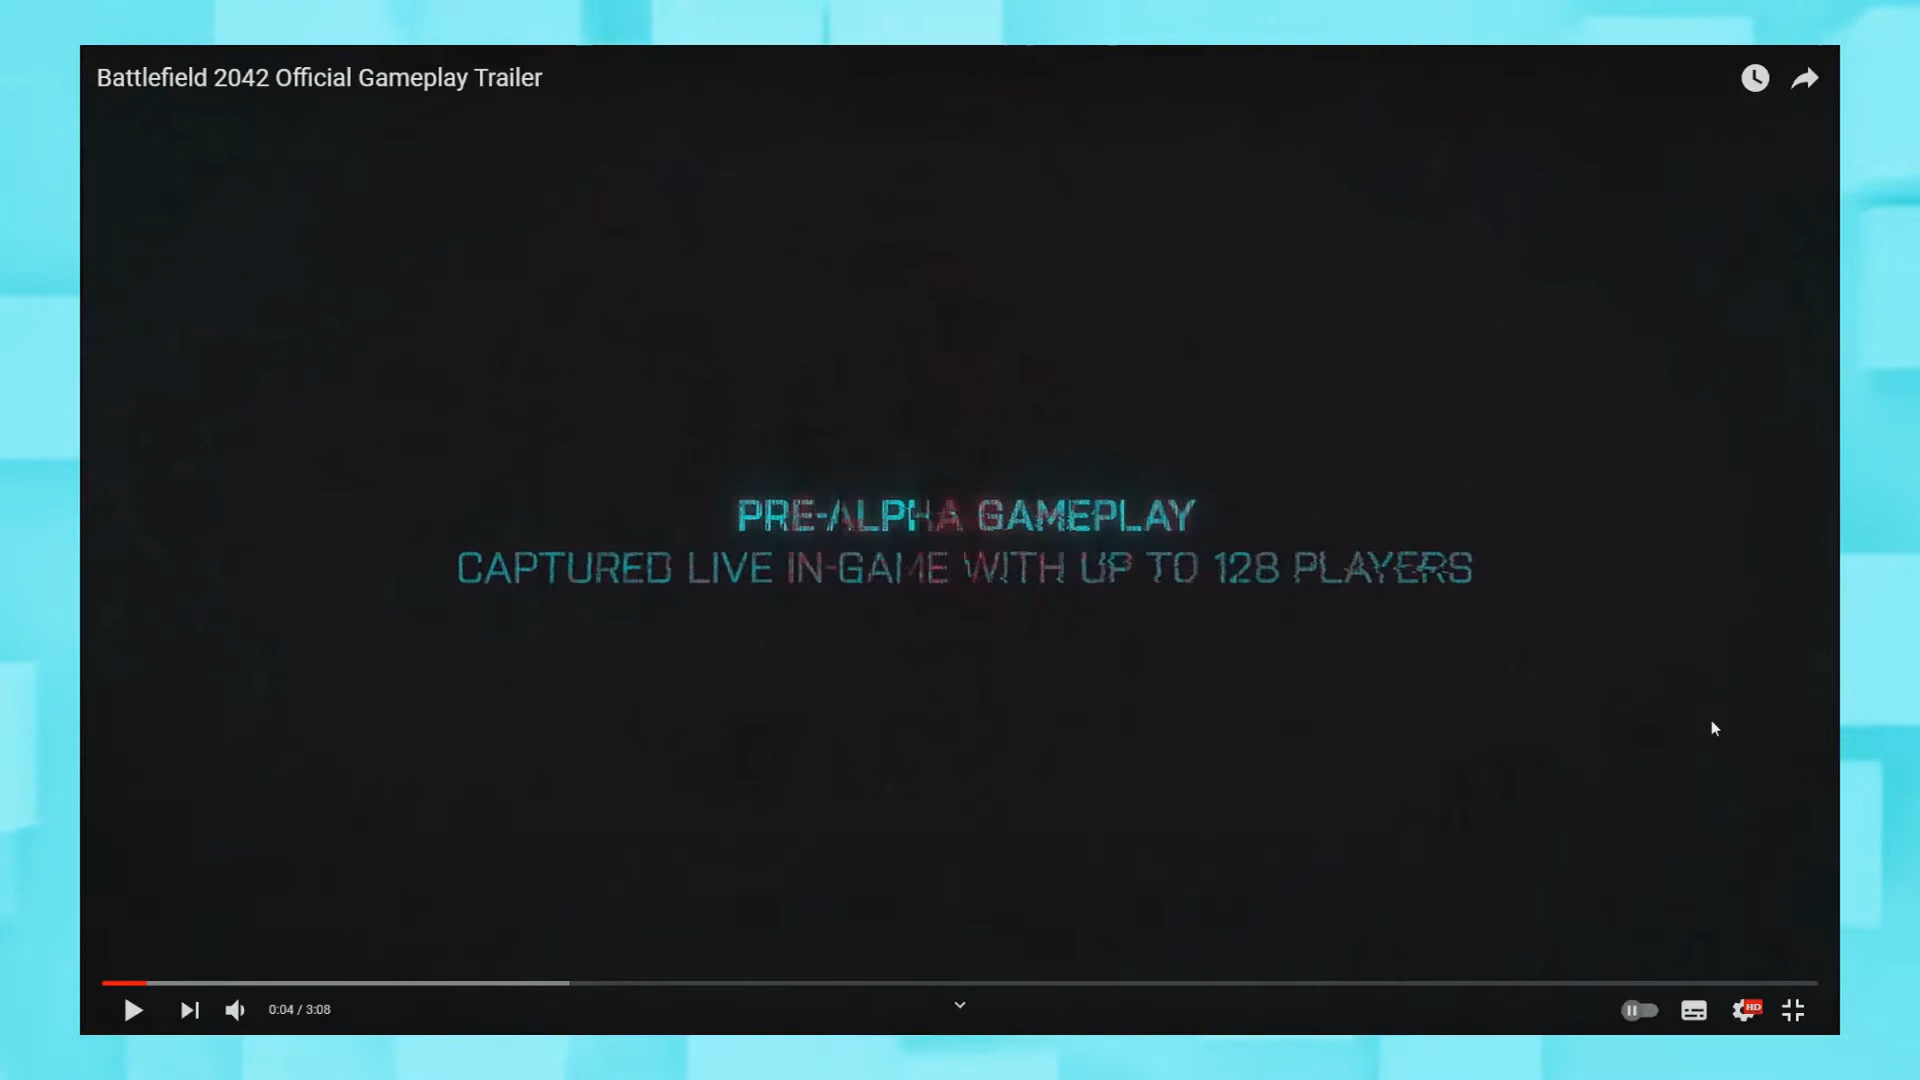 Battlefield 2042 Official Gameplay Trailer
PRE-ALPHA GAMEPLAY
CAPTURED LIVE IN-GAME WITH UP TO 128 PLAYERS
0:04 / 3:08
HD